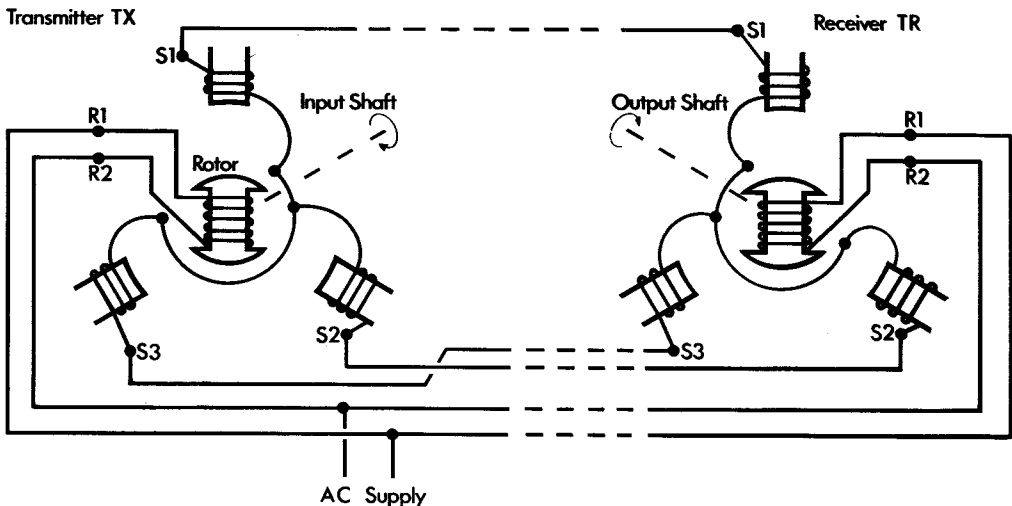 Transmitter TX
Receiver TR
S1
S1
Input Shaft
Output Shaft
R1
R2
Rotor
R1
R2
S3
S2
S3
S2
AC Supply